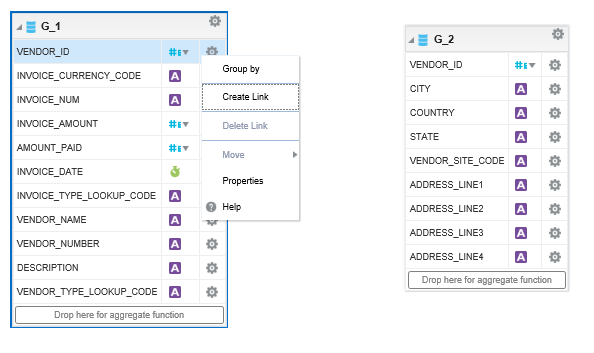 G_1
VENDOR_ID
INVOICE_CURRENCY_CODE
A
INVOICE_NUM
A
INVOICE_AMOUNT
AMOUNT_PAID
INVOICE_DATE
INVOICE_TYPE_LOOKUP_CODE
A
VENDOR_NAME
A
VENDOR_NUMBER
A
DESCRIPTION
A
VENDOR_TYPE_LOOKUP_CODE
A
Drop here for aggregate function
Group by
Create Link
Delete Link
Move
Properties
? Help
G_2
VENDOR_ID
CITY
A
COUNTRY
A
STATE
A
VENDOR_SITE_CODE
A
ADDRESS_LINE1
A
ADDRESS_LINE2
A
ADDRESS_LINE3
A
ADDRESS_LINE4
A
Drop here for aggregate function